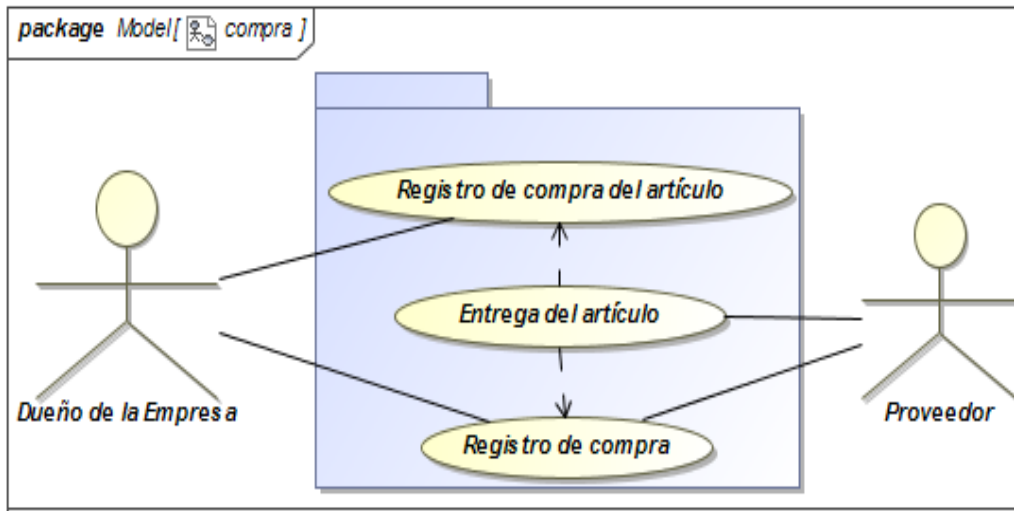 package Model [ compra ]
Registro de compra del artículo
Entrega del artículo
Dueño de la Empresa
Proveedor
Registro de compra